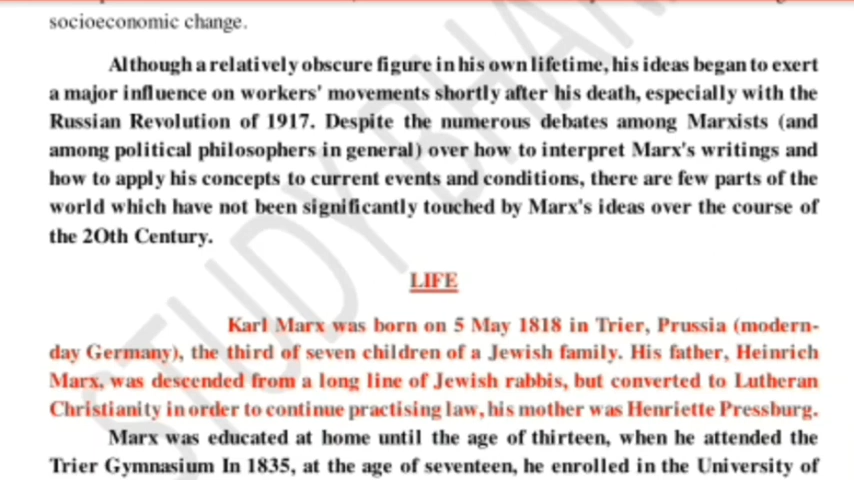 socioeconomic change.
Although a relatively obscure figure in his own lifetime, his ideas began to exert
a major influence on workers' movements shortly after his death, especially with the
Russian Revolution of 1917. Despite the numerous debates among Marxists (and
among political philosophers in general) over how to interpret Marx's writings and
how to apply his concepts to current events and conditions, there are few parts of the
world which have not been significantly touched by Marx's ideas over the course of
the 2Oth Century.
LIFE
Karl Marx was born on 5 May 1818 in Trier, Prussia (modern-
day Germany), the third of seven children of a Jewish family. His father, Heinrich
Marx, was descended from a long line of Jewish rabbis, but converted to Lutheran
Christianity in order to continue practising law, his mother was Henriette Pressburg.
Marx was educated at home until the age of thirteen, when he attended the
Trier Gymnasium In 1835, at the age of seventeen, he enrolled in the University of